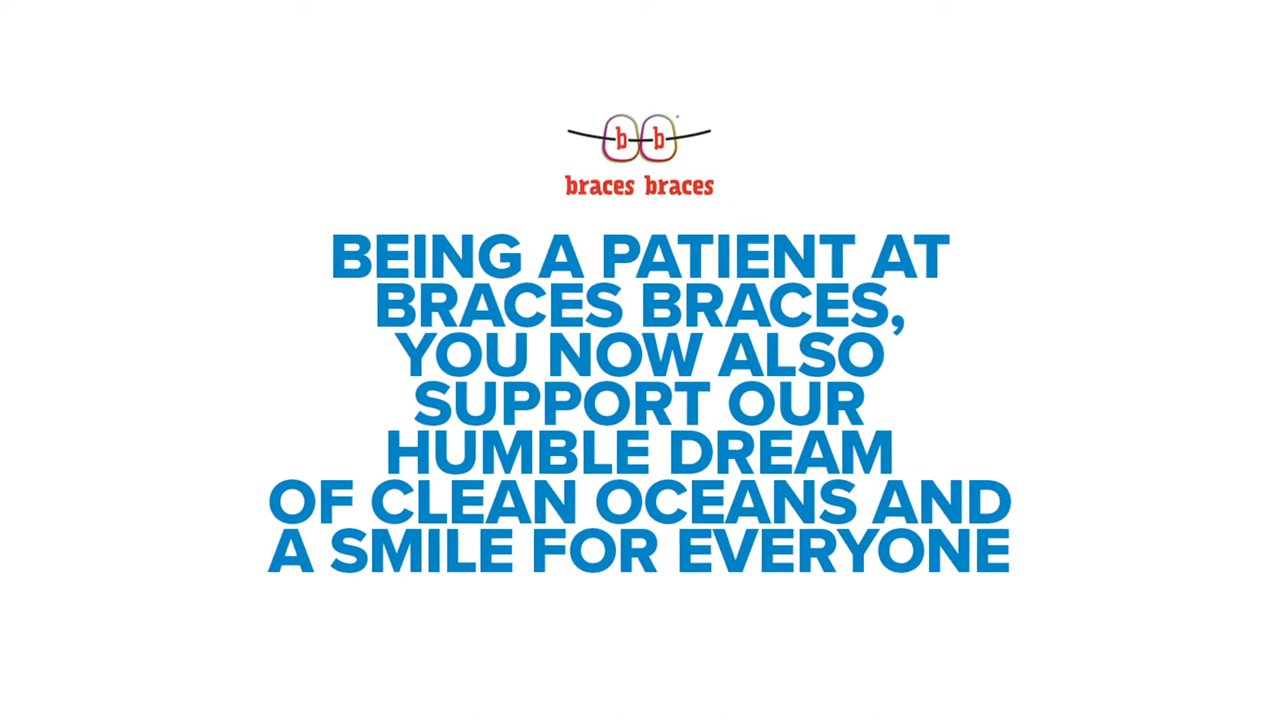 b b
braces braces
BEING A PATIENT AT
BRACES BRACES,
YOU NOW ALSO
SUPPORT OUR
HUMBLE DREAM
OF CLEAN OCEANS AND
A SMILE FOR EVERYONE